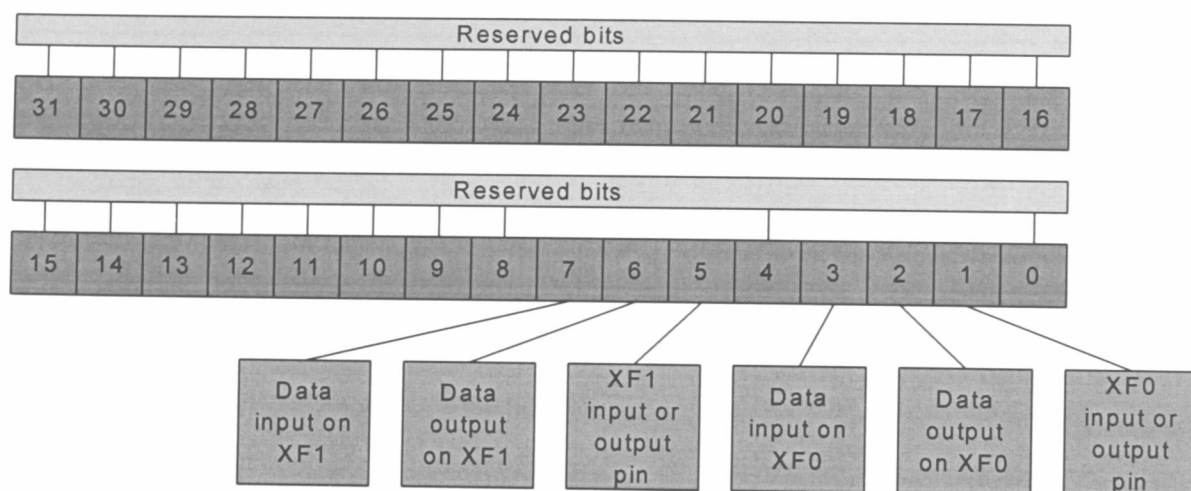 Reserved bits
31 30 29 28 27 26 25 24 23 22 21 20 19 18 17 16
Reserved bits
15 14 13 12 11 10 9 8 7 6 5 4 3 2 1 0
Data
input on
XF1
Data
output
on XF1
XF1
input or
output
pin
Data
input on
XF0
Data
output
on XF0
XF0
input or
output
pin